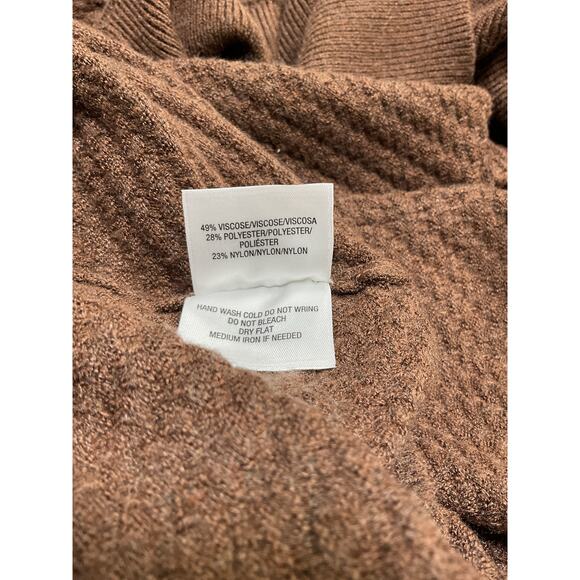 49% VISCOSE/VISCOSE/VISCOSA
28% POLYESTER/POLYESTER/
POLIÉSTER
23% NYLON/NYLON/NYLON
HAND WASH COLD DO NOT WRING
DO NOT BLEACH
DRY FLAT
MEDIUM IRON IF NEEDED